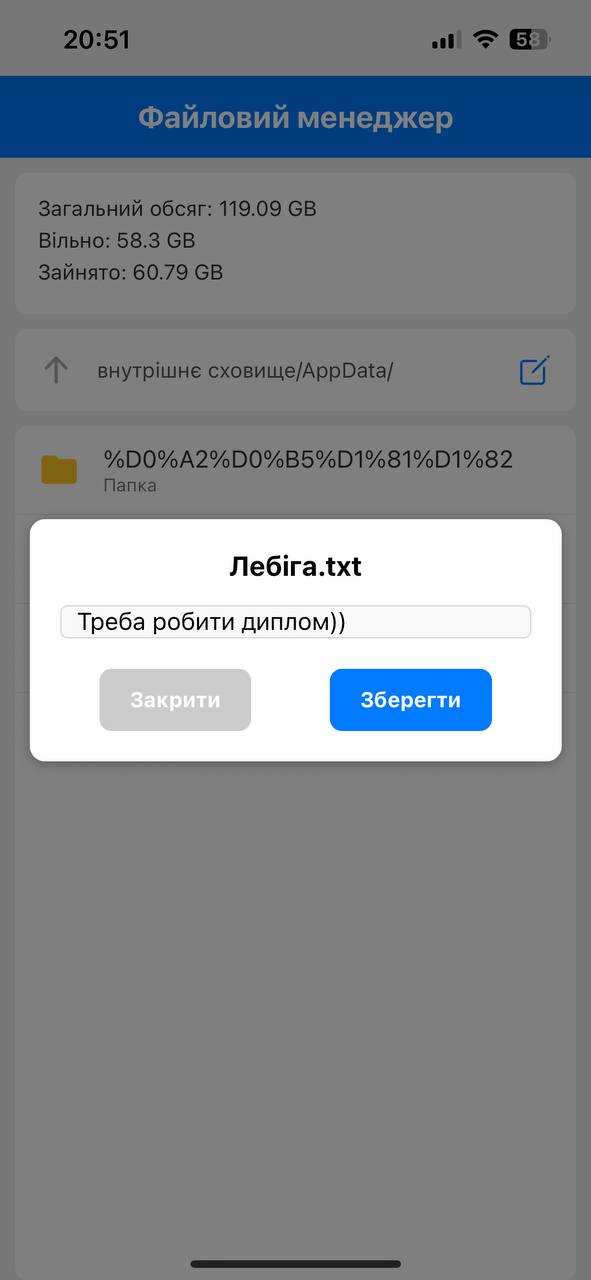 20:51
58
Файловий менеджер
Загальний обсяг: 119.09 GB
Вільно: 58.3 GB
Зайнято: 60.79 GB
внутрішнє сховище/AppData/
%D0%A2%D0%B5%D1%81%D1%82
Папка
Лебіга.txt
Треба робити диплом))
Закрити
Зберегти